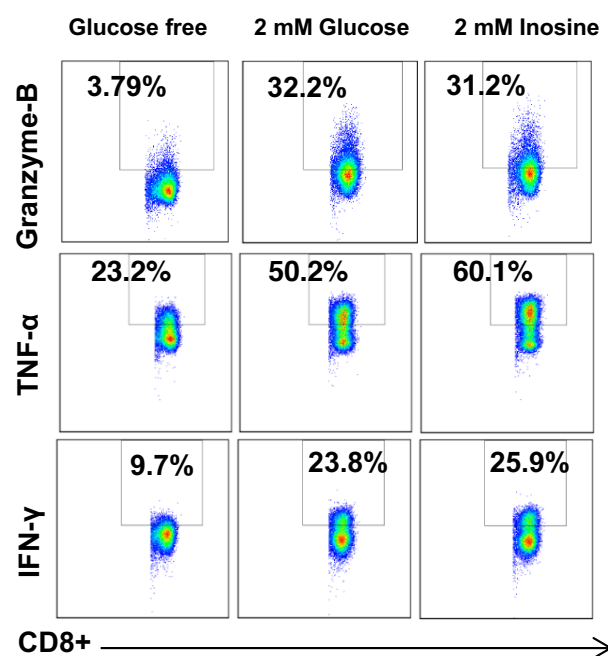 Glucose free 2 mM Glucose 2 mM Inosine
Granzyme-B
3.79% 32.2% 31.2%
TNF-α
23.2% 50.2% 60.1%
IFN-γ
9.7% 23.8% 25.9%
CD8+